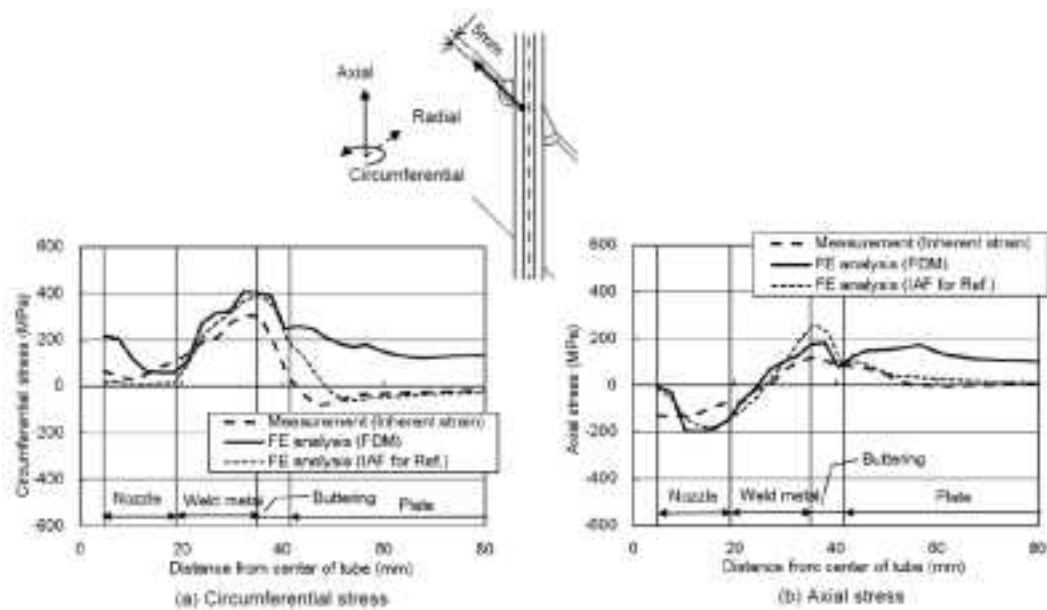 5mm
Axial
Radial
Circumferential
600
400
200
0
-200
-400
-600
Circumferential stress (MPa)
Measurement (Inherent strain)
FE analysis (FDM)
FE analysis (IAF for Ref.)
Nozzle
Weld metal
Buttering
Plate
0
20
40
60
80
Distance from center of tube (mm)
(a) Circumferential stress
600
400
200
0
-200
-400
-600
Axial stress (MPa)
Measurement (Inherent strain)
FE analysis (FDM)
FE analysis (IAF for Ref.)
Buttering
Nozzle
Weld metal
Plate
0
20
40
60
80
Distance from center of tube (mm)
(b) Axial stress